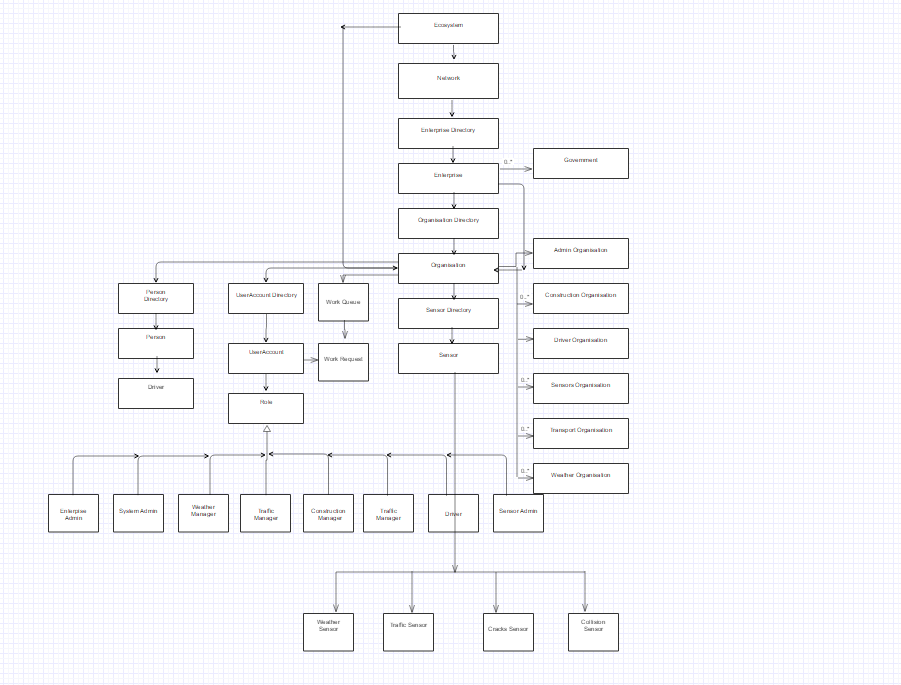 Ecosystem
Network
Enterprise Directory
0..*
Government
Enterprise
Organisation Directory
Admin Organisation
Organisation
Person
Directory
UserAccount Directory
Work Queue
0..*
Construction Organisation
Sensor Directory
Person
Driver Organisation
UserAccount
Work Request
Sensor
Driver
0..*
Sensors Organisation
Role
0..*
Transport Organisation
0..*
Weather Organisation
Enterpise
Admin
System Admin
Weather
Manager
Traffic
Manager
Construction
Manager
Traffic
Manager
Driver
Sensor Admin
Weather
Sensor
Traffic Sensor
Cracks Sensor
Collision
Sensor